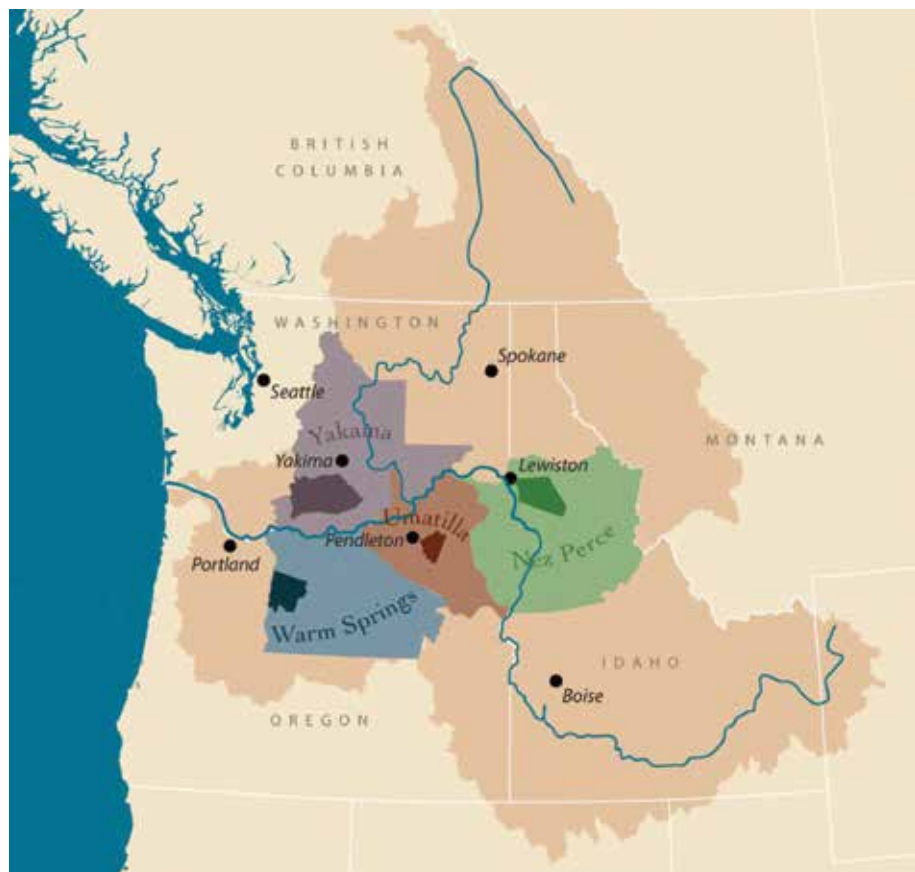 BRITISH
COLUMBIA
WASHINGTON
Spokane
Seattle
MONTANA
Yakama
Yakima
Lewiston
Umatilla
Pendleton
Nez Perce
Portland
Warm Springs
IDAHO
Boise
OREGON